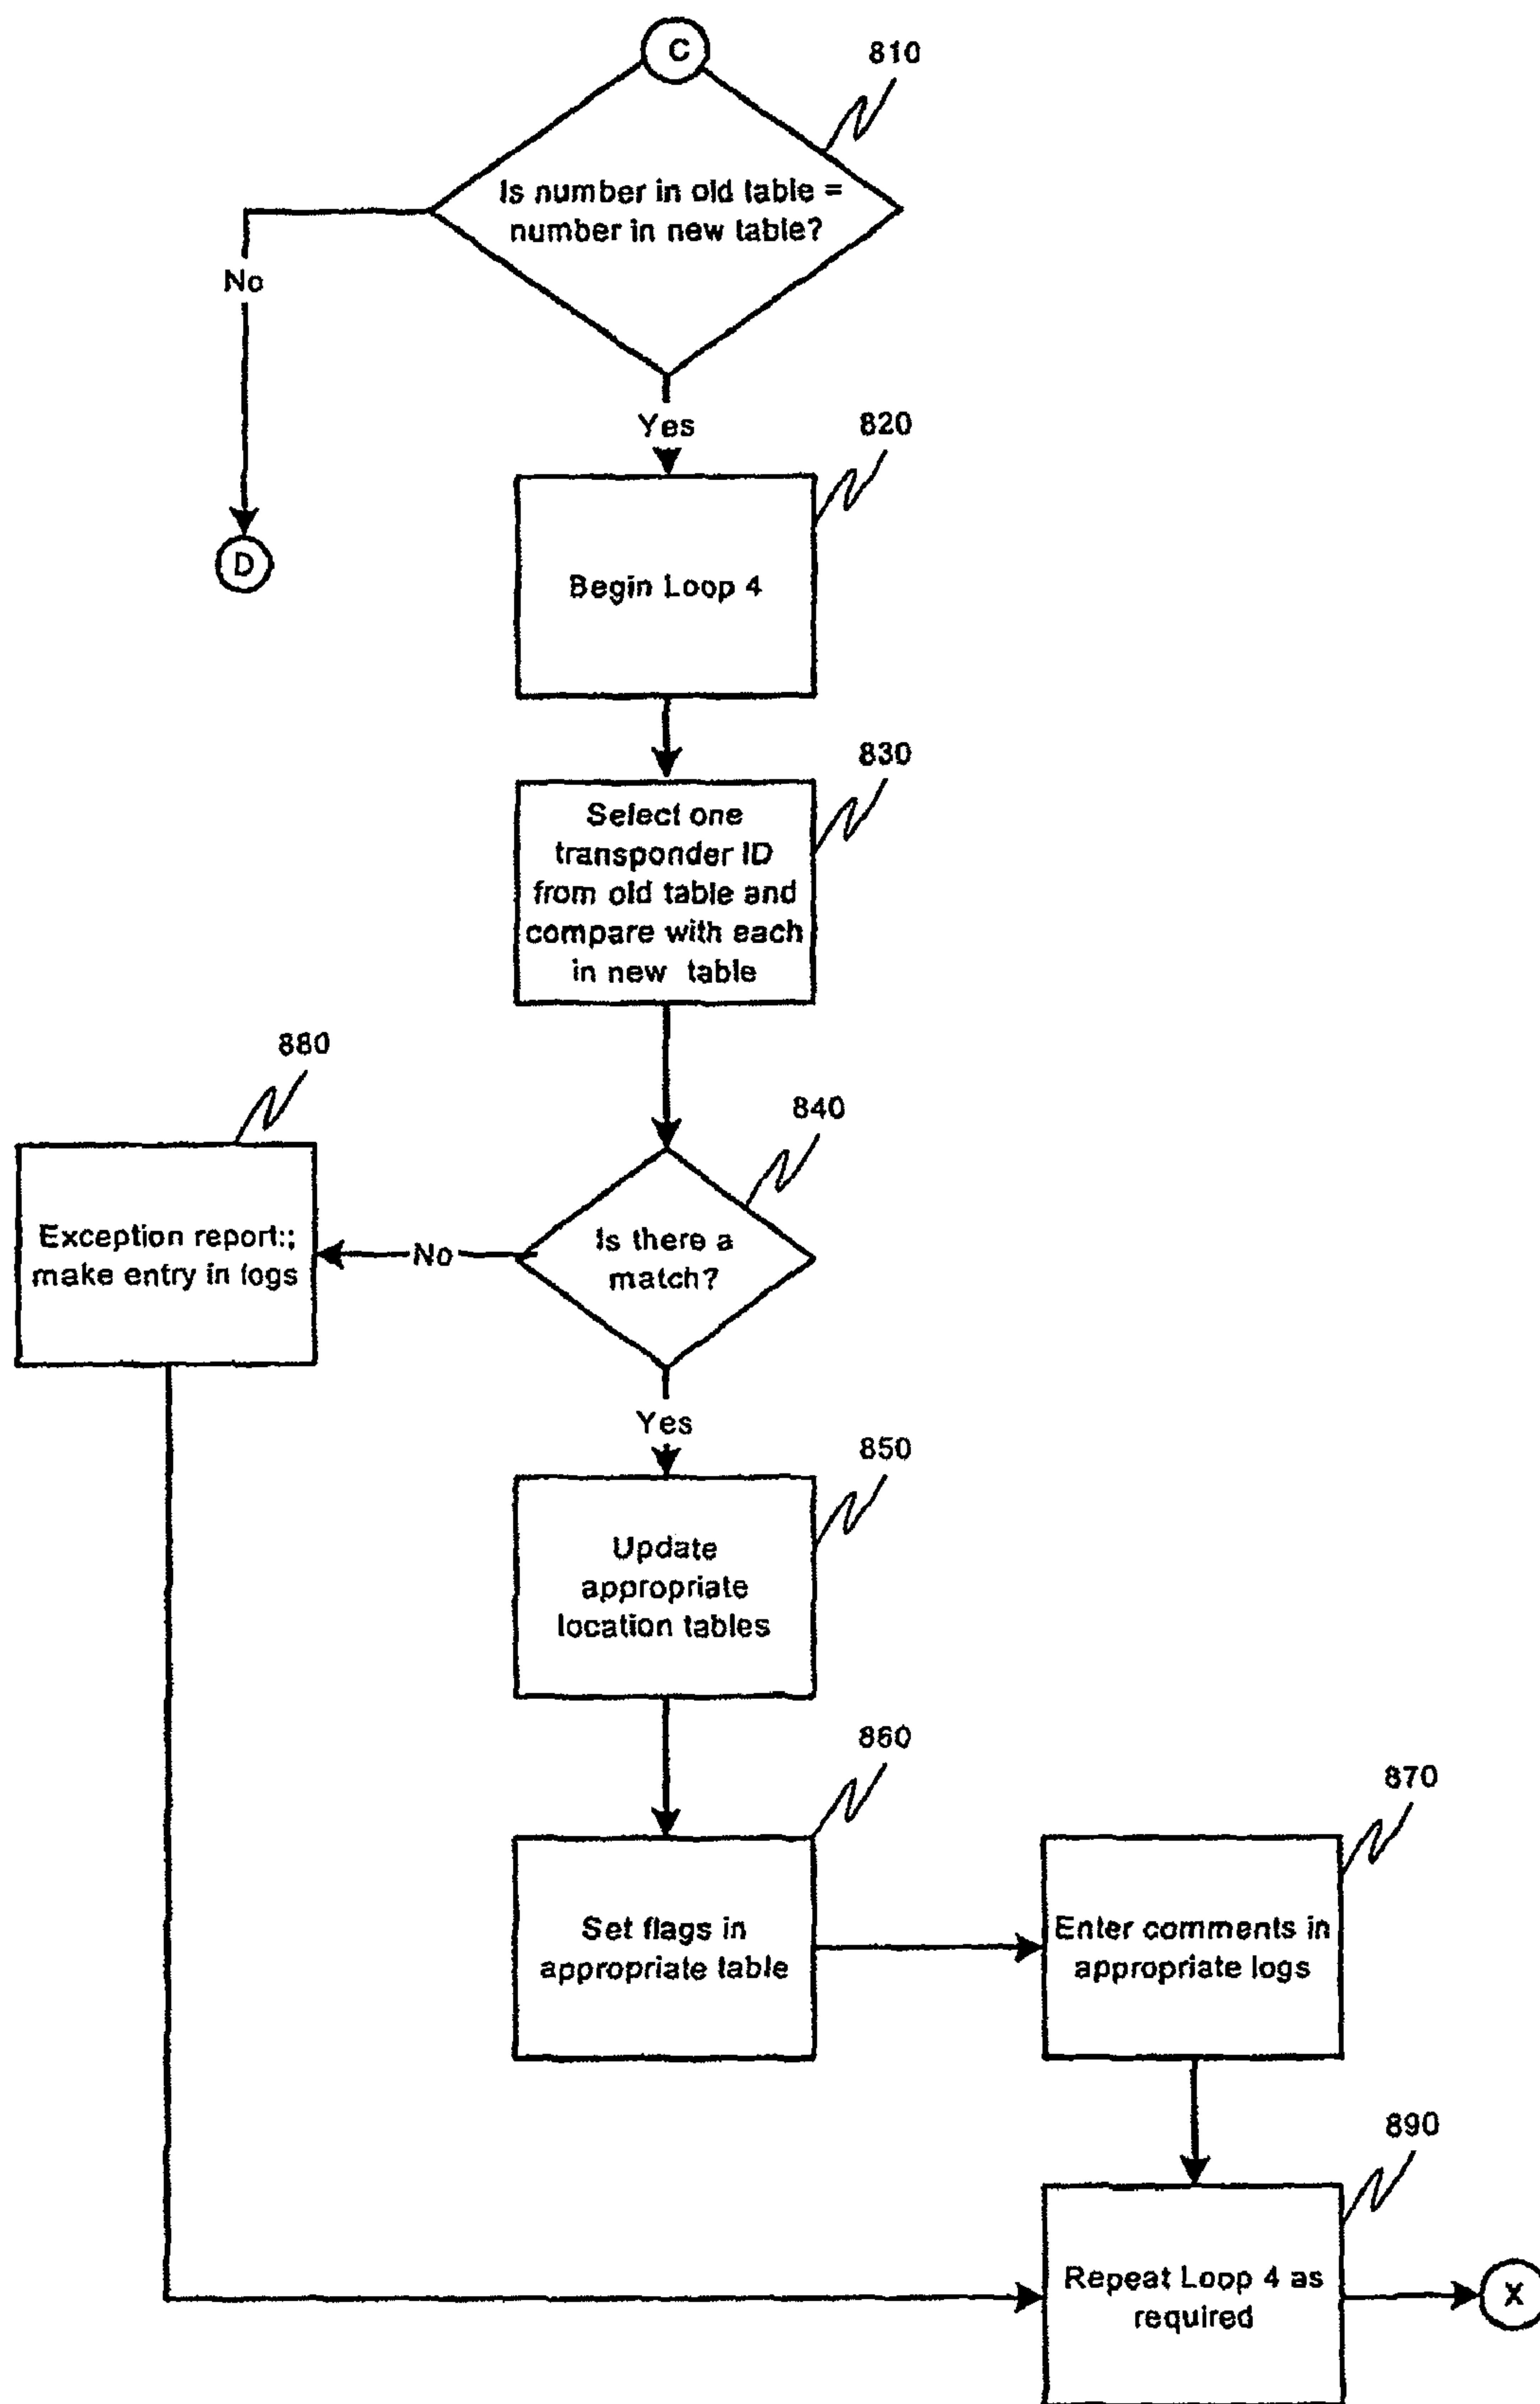 C
810
Is number in old table =
number in new table?
No
Yes
D
820
Begin Loop 4
830
Select one
transponder ID
from old table and
compare with each
in new table
880
840
Exception report:;
make entry in logs
No
Is there a
match?
Yes
850
Update
appropriate
location tables
860
870
Set flags in
appropriate table
Enter comments in
appropriate logs
890
Repeat Loop 4 as
required
X